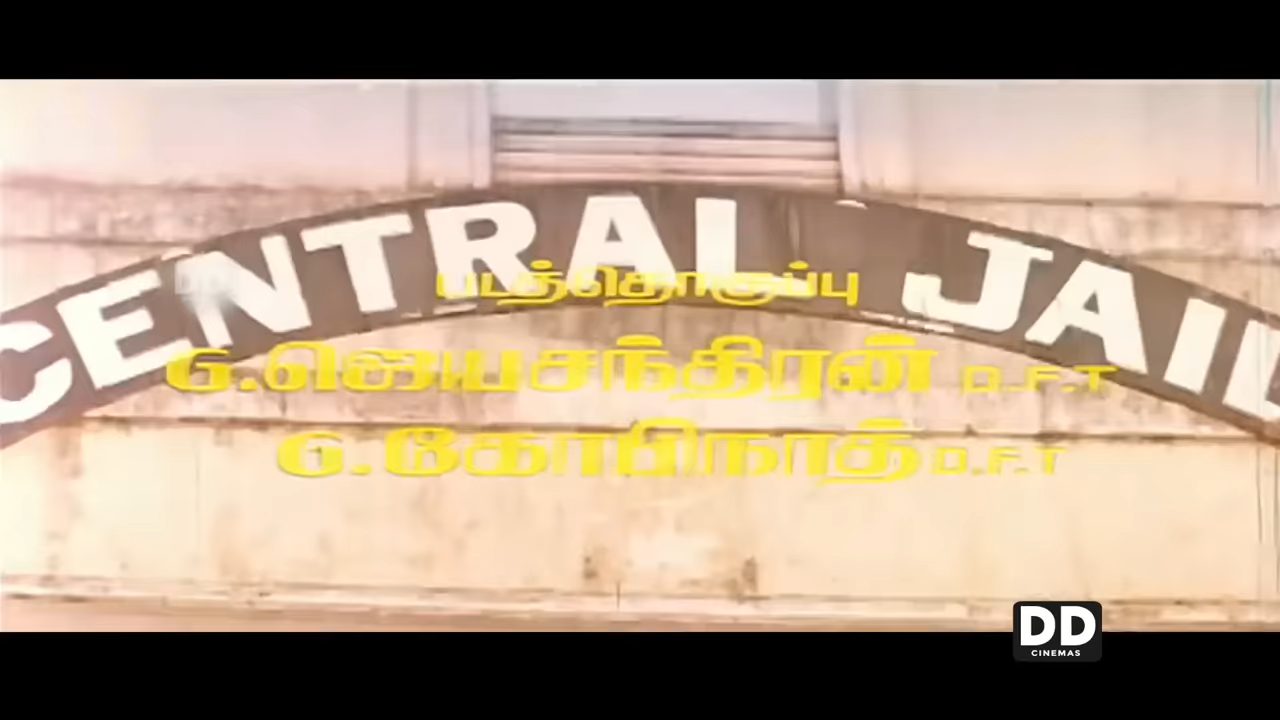 CENTRAL JAIL
படத்தொகுப்பு
G.ஜெயசந்திரன் D.F.T
G.கோபிநாத் D.F.T
DD
CINEMAS